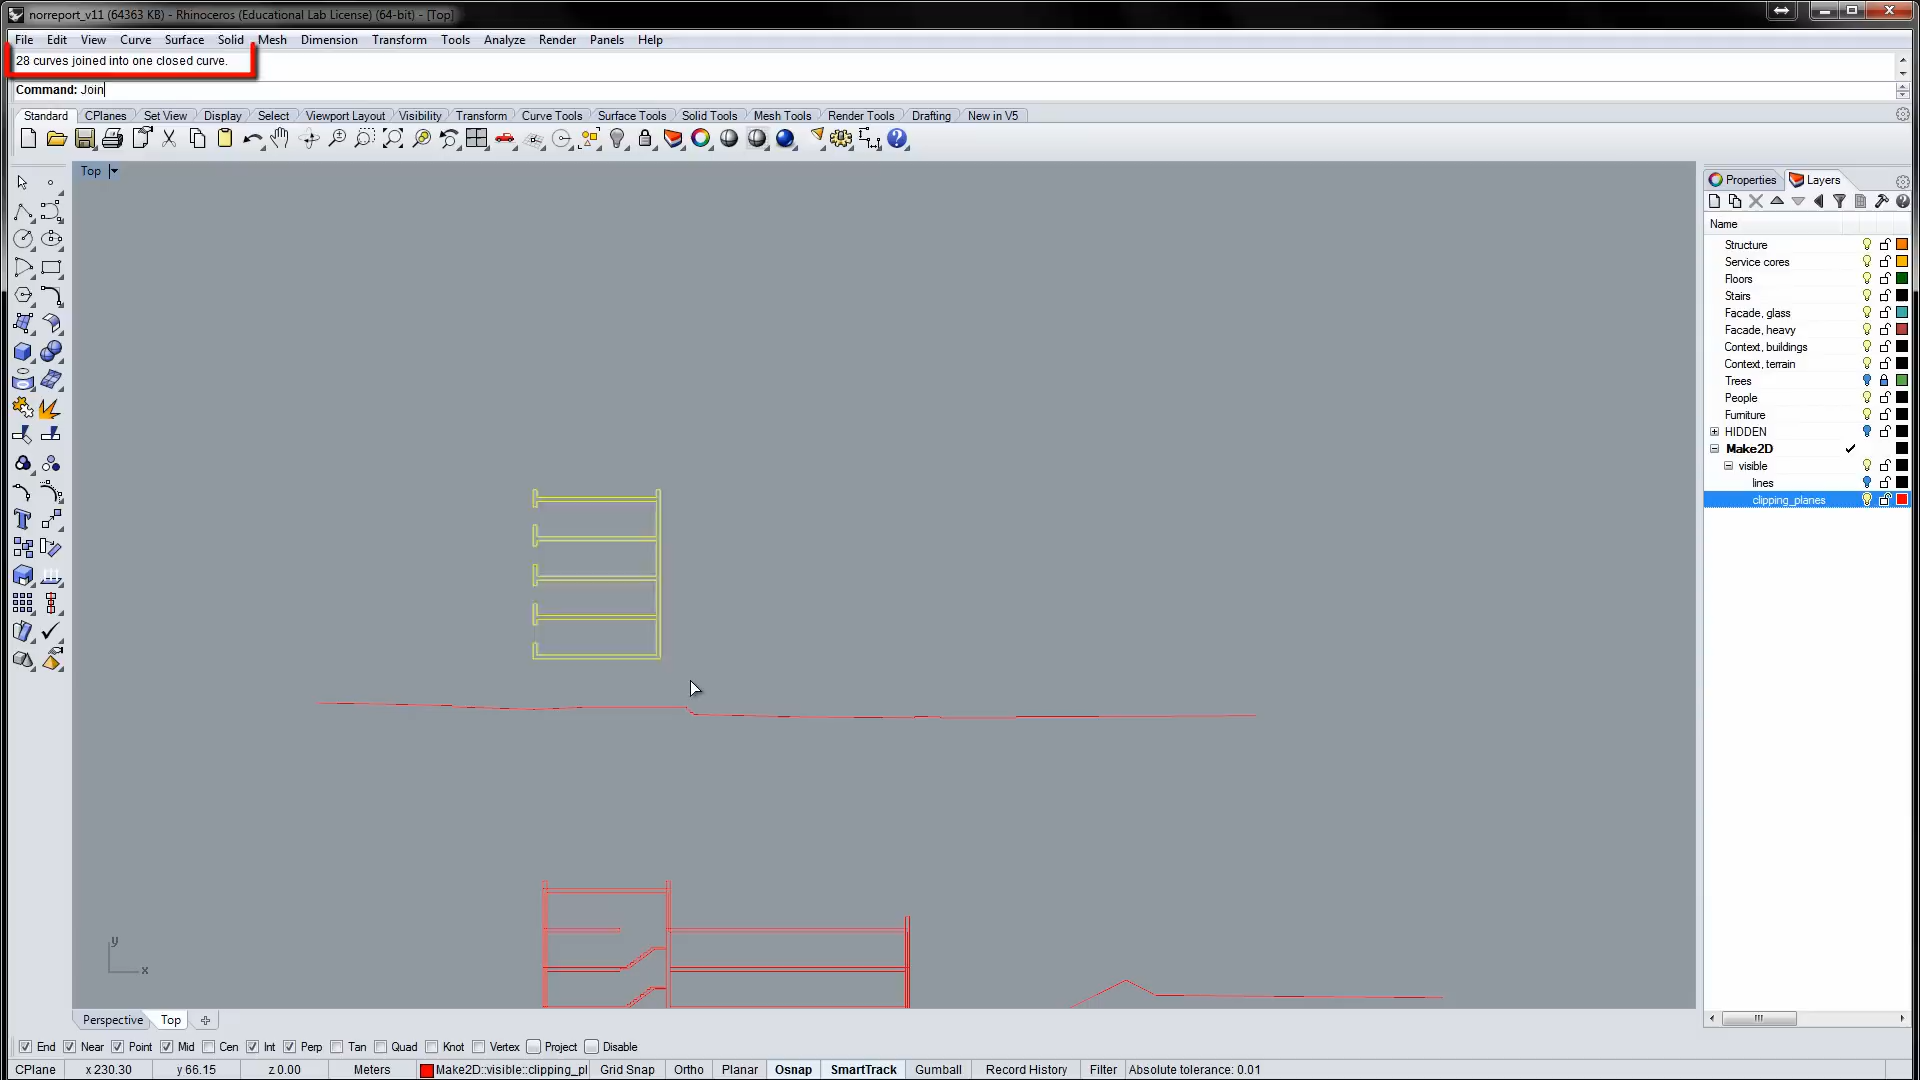 norreport_v11 (64363 KB) - Rhinoceros (Educational Lab License) (64-bit) - [Top]
File Edit View Curve Surface Solid Mesh Dimension Transform Tools Analyze Render Panels Help
28 curves joined into one closed curve.
Command: Join
Standard CPlanes Set View Display Select Viewport Layout Visibility Transform Curve Tools Surface Tools Solid Tools Mesh Tools Render Tools Drafting New in V5
Top
Properties Layers
Name
Structure
Service cores
Floors
Stairs
Facade, glass
Facade, heavy
Context, buildings
Context, terrain
Trees
People
Furniture
HIDDEN
Make2D
visible
lines
clipping_planes
y
x
Perspective Top
End Near Point Mid Cen Int Perp Tan Quad Knot Vertex Project Disable
CPlane x 230.30 y 66.15 z 0.00 Meters Make2D::visible::clipping_pl Grid Snap Ortho Planar Osnap SmartTrack Gumball Record History Filter Absolute tolerance: 0.01